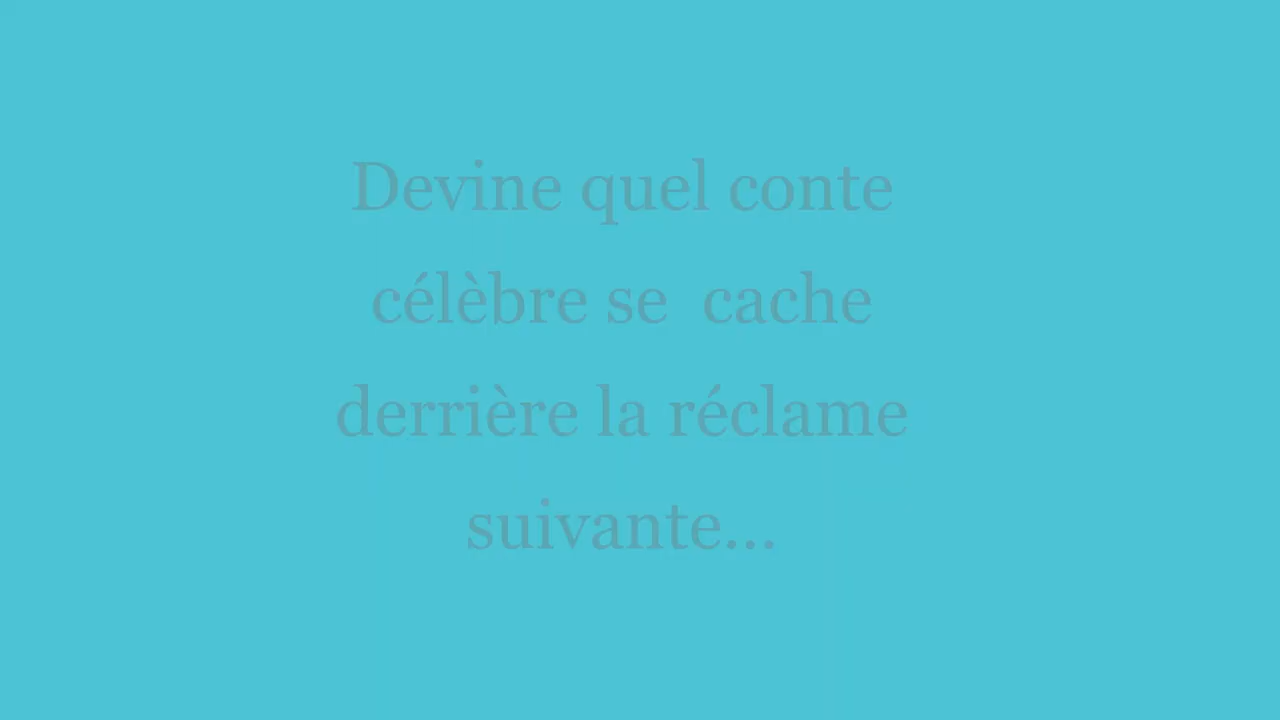 Devine quel conte
célèbre se  cache
derrière la réclame
suivante...